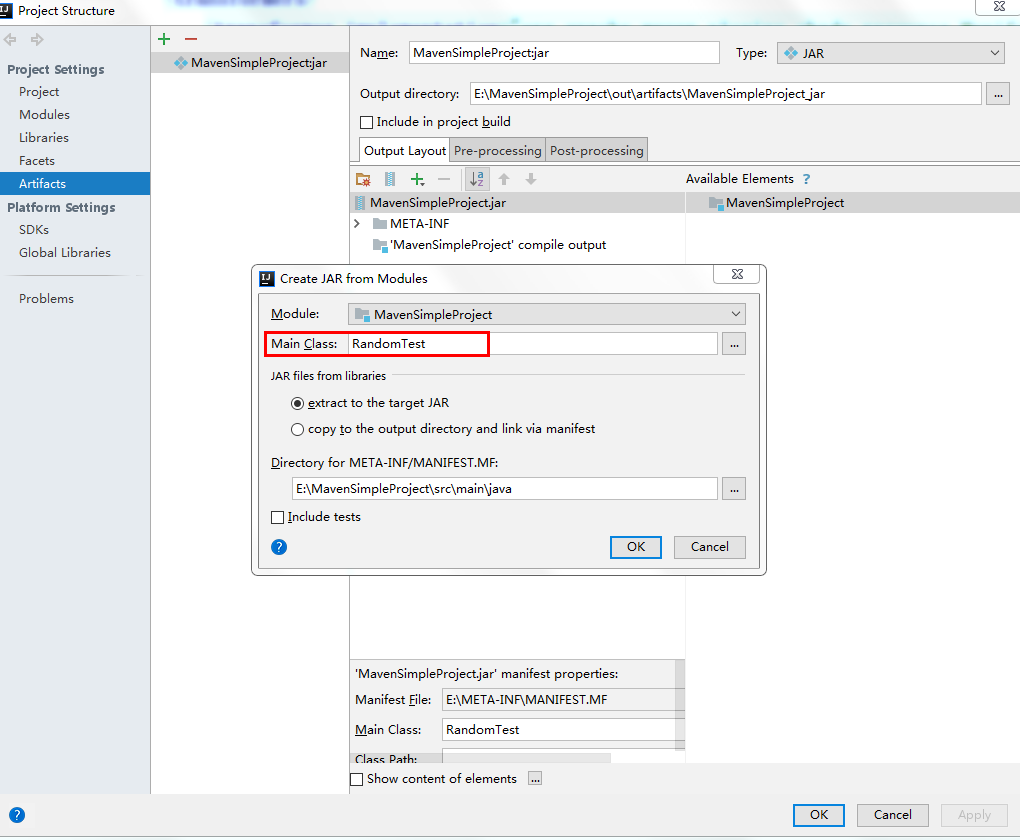 Project Structure
Project Settings
Project
Modules
Libraries
Facets
Artifacts
Platform Settings
SDKs
Global Libraries
Problems
MavenSimpleProject:jar
Name: MavenSimpleProject:jar Type: JAR
Output directory: E:\MavenSimpleProject\out\artifacts\MavenSimpleProject_jar ...
Include in project build
Output Layout Pre-processing Post-processing
Available Elements ?
MavenSimpleProject.jar MavenSimpleProject
META-INF
'MavenSimpleProject' compile output
Create JAR from Modules
Module: MavenSimpleProject
Main Class: RandomTest ...
JAR files from libraries
extract to the target JAR
copy to the output directory and link via manifest
Directory for META-INF/MANIFEST.MF:
E:\MavenSimpleProject\src\main\java ...
Include tests
? OK Cancel
'MavenSimpleProject.jar' manifest properties:
Manifest File: E:\META-INF\MANIFEST.MF
Main Class: RandomTest
Class Path:
Show content of elements ...
? OK Cancel Apply